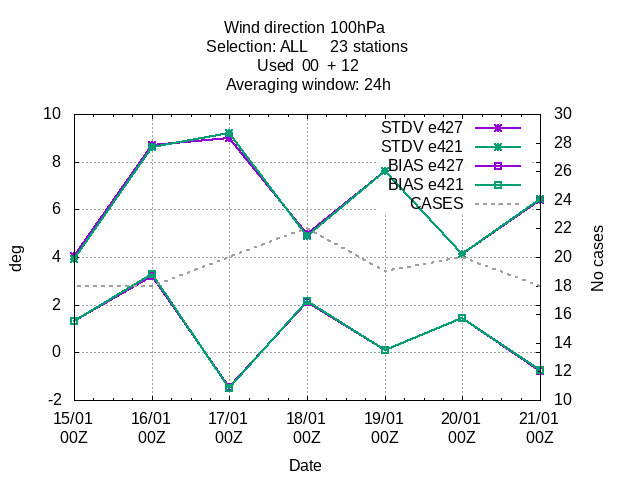 Wind direction 100hPa
Selection: ALL     23 stations
Used  00  + 12
Averaging window: 24h
10
8
6
4
2
0
-2
deg
30
28
26
24
22
20
18
16
14
12
10
No cases
STDV e427
STDV e421
BIAS e427
BIAS e421
CASES
15/01 16/01 17/01 18/01 19/01 20/01 21/01
00Z 00Z 00Z 00Z 00Z 00Z 00Z
Date